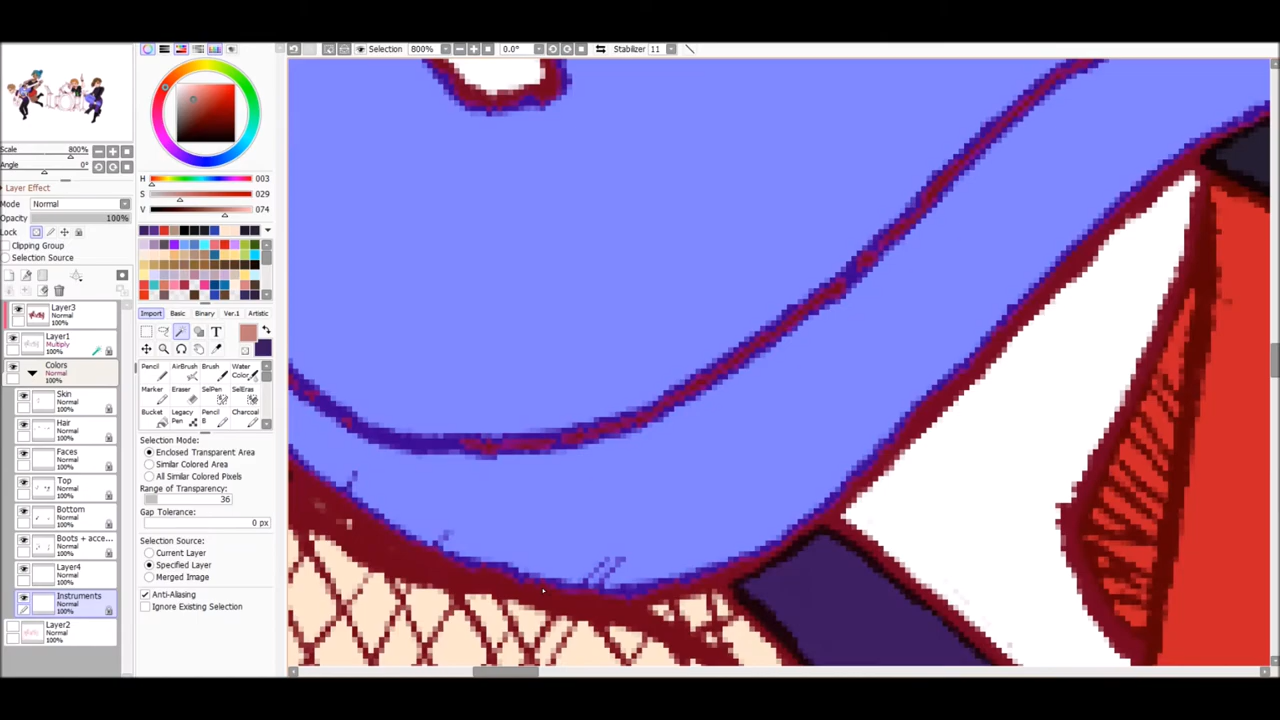 Selection 800% 0.0° Stabilizer 11
Scale 800%
Angle 0°
Layer Effect
Mode Normal
Opacity 100%
Lock
Clipping Group
Selection Source
H 003
S 029
V 074
Import Basic Binary Ver.1 Artistic
T
Pencil AirBrush Brush Water Color
Marker Eraser SelPen SelEras
Bucket Legacy Pen Pencil B Charcoal
Selection Mode:
Enclosed Transparent Area
Similar Colored Area
All Similar Colored Pixels
Range of Transparency:
36
Gap Tolerance:
0 px
Selection Source:
Current Layer
Specified Layer
Merged Image
Anti-Aliasing
Ignore Existing Selection
Layer3
Normal
100%
Layer1
Multiply
100%
Colors
Normal
100%
Skin
Normal
100%
Hair
Normal
100%
Faces
Normal
100%
Top
Normal
100%
Bottom
Normal
100%
Boots + acce...
Normal
100%
Layer4
Normal
100%
Instruments
Normal
100%
Layer2
Normal
100%